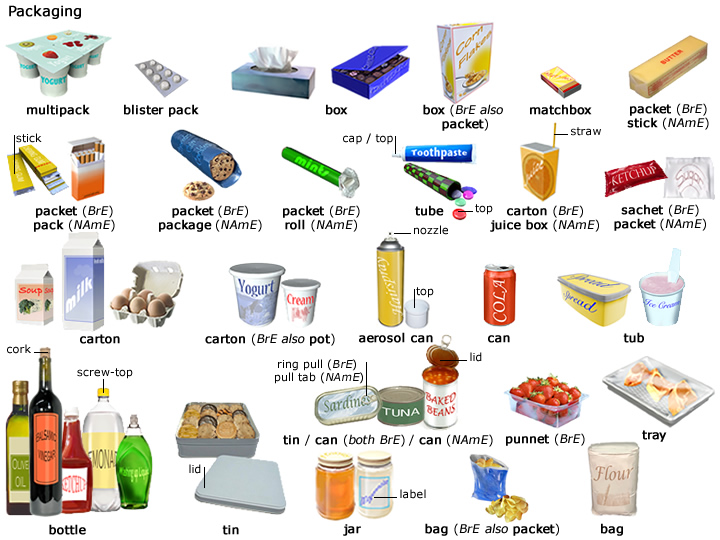 Packaging
YOGURT
YOGURT
YOGURT
Corn
Flakes
BUTTER
multipack
blister pack
box
box (BrE also
packet)
matchbox
packet (BrE)
stick (NAmE)
stick
cap / top
Toothpaste
straw
juice
KETCHUP
mints
top
packet (BrE)
pack (NAmE)
packet (BrE)
package (NAmE)
packet (BrE)
roll (NAmE)
tube
carton (BrE)
juice box (NAmE)
sachet (BrE)
packet (NAmE)
nozzle
Soup
milk
Yogurt
Cream
Hairspray
top
COLA
Spread
Spread
Ice Cream
carton
carton (BrE also pot)
aerosol can
can
tub
cork
screw-top
ring pull (BrE)
pull tab (NAmE)
lid
OLIVE
OIL
BALSAMIC
VINEGAR
KETCHUP
LEMONAD
Sardines
TUNA
BAKED
BEANS
tin / can (both BrE) / can (NAmE)
punnet (BrE)
tray
lid
label
Flour
bottle
tin
jar
bag (BrE also packet)
bag